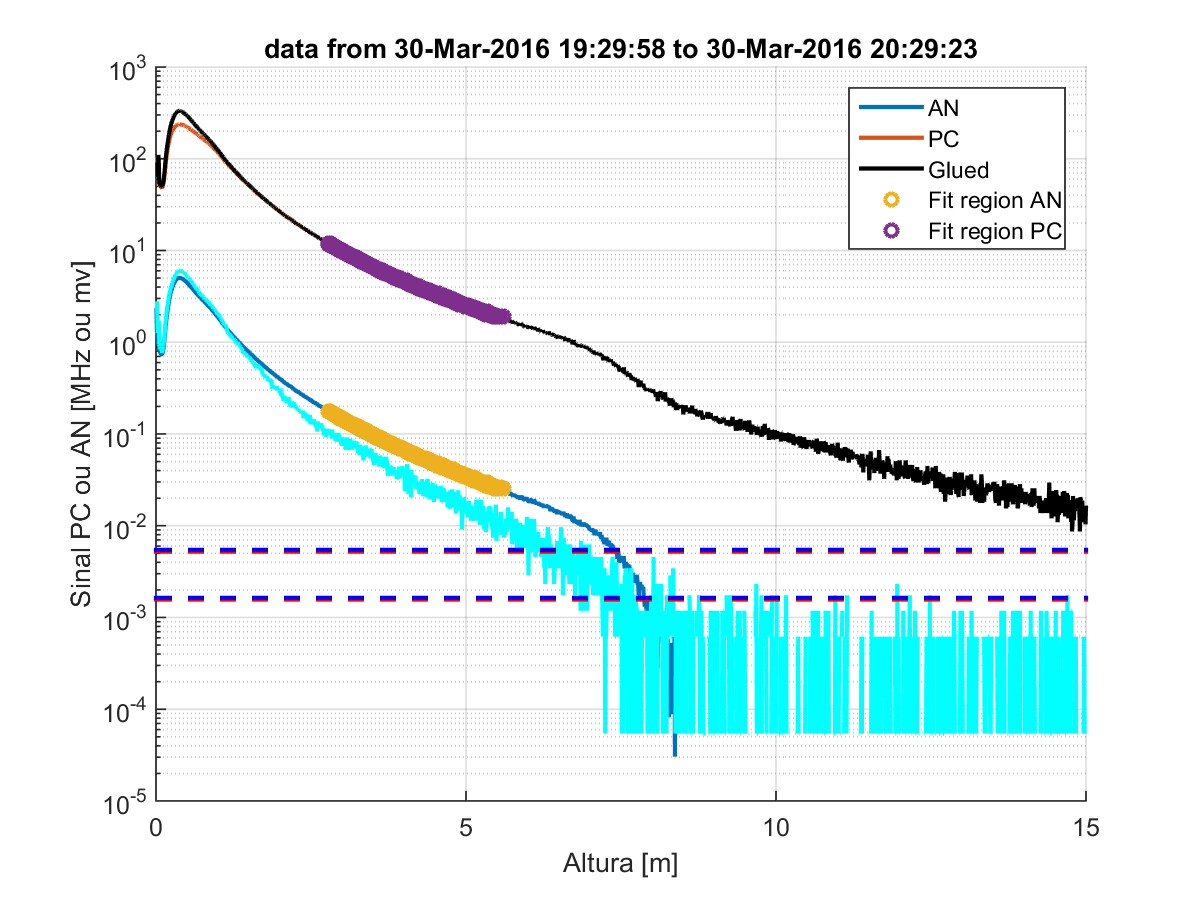 data from 30-Mar-2016 19:29:58 to 30-Mar-2016 20:29:23
Sinal PC ou AN [MHz ou mv]
10^3
10^2
10^1
10^0
10^-1
10^-2
10^-3
10^-4
10^-5
AN
PC
Glued
Fit region AN
Fit region PC
0 5 10 15
Altura [m]